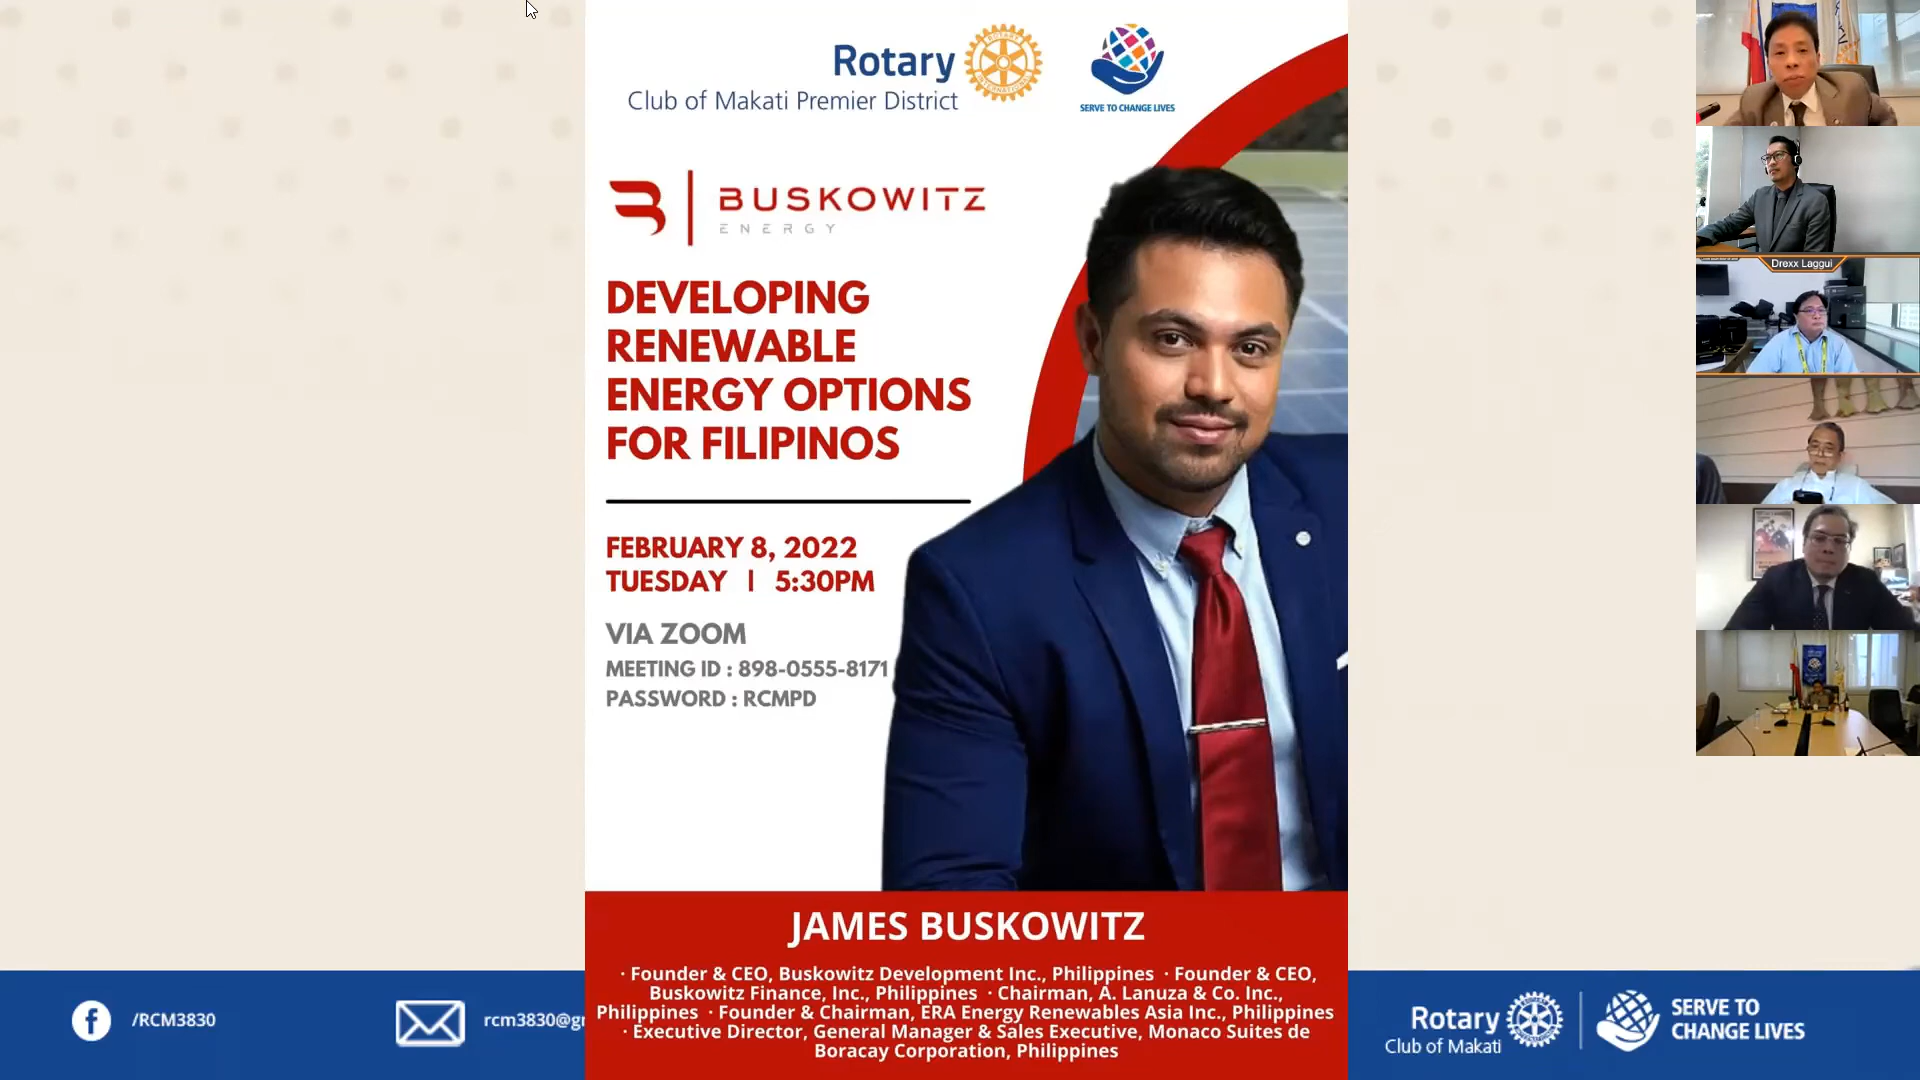 Rotary
Club of Makati Premier District
SERVE TO CHANGE LIVES
BUSKOWITZ
ENERGY
DEVELOPING
RENEWABLE
ENERGY OPTIONS
FOR FILIPINOS
FEBRUARY 8, 2022
TUESDAY | 5:30PM
VIA ZOOM
MEETING ID : 898-0555-8171
PASSWORD : RCMPD
JAMES BUSKOWITZ
· Founder & CEO, Buskowitz Development Inc., Philippines · Founder & CEO,
Buskowitz Finance, Inc., Philippines · Chairman, A. Lanuza & Co. Inc.,
Philippines · Founder & Chairman, ERA Energy Renewables Asia Inc., Philippines
· Executive Director, General Manager & Sales Executive, Monaco Suites de
Boracay Corporation, Philippines
/RCM3830
rcm3830@gr
Rotary
Club of Makati
SERVE TO
CHANGE LIVES
Drexx Laggui